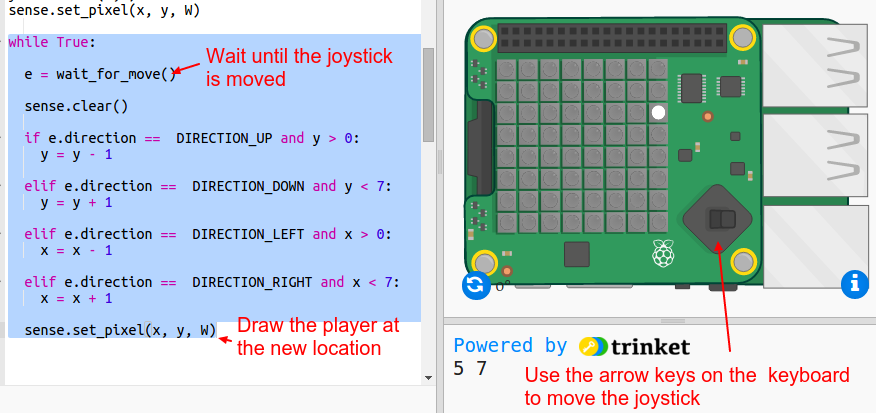 sense.set_pixel(x, y, W)
while True:
e = wait_for_move()
Wait until the joystick
is moved
sense.clear()
if e.direction ==  DIRECTION_UP and y > 0:
y = y - 1
elif e.direction ==  DIRECTION_DOWN and y < 7:
y = y + 1
elif e.direction ==  DIRECTION_LEFT and x > 0:
x = x - 1
elif e.direction ==  DIRECTION_RIGHT and x < 7:
x = x + 1
sense.set_pixel(x, y, W)
Draw the player at
the new location
0°
i
Powered by trinket
5 7
Use the arrow keys on the  keyboard
to move the joystick